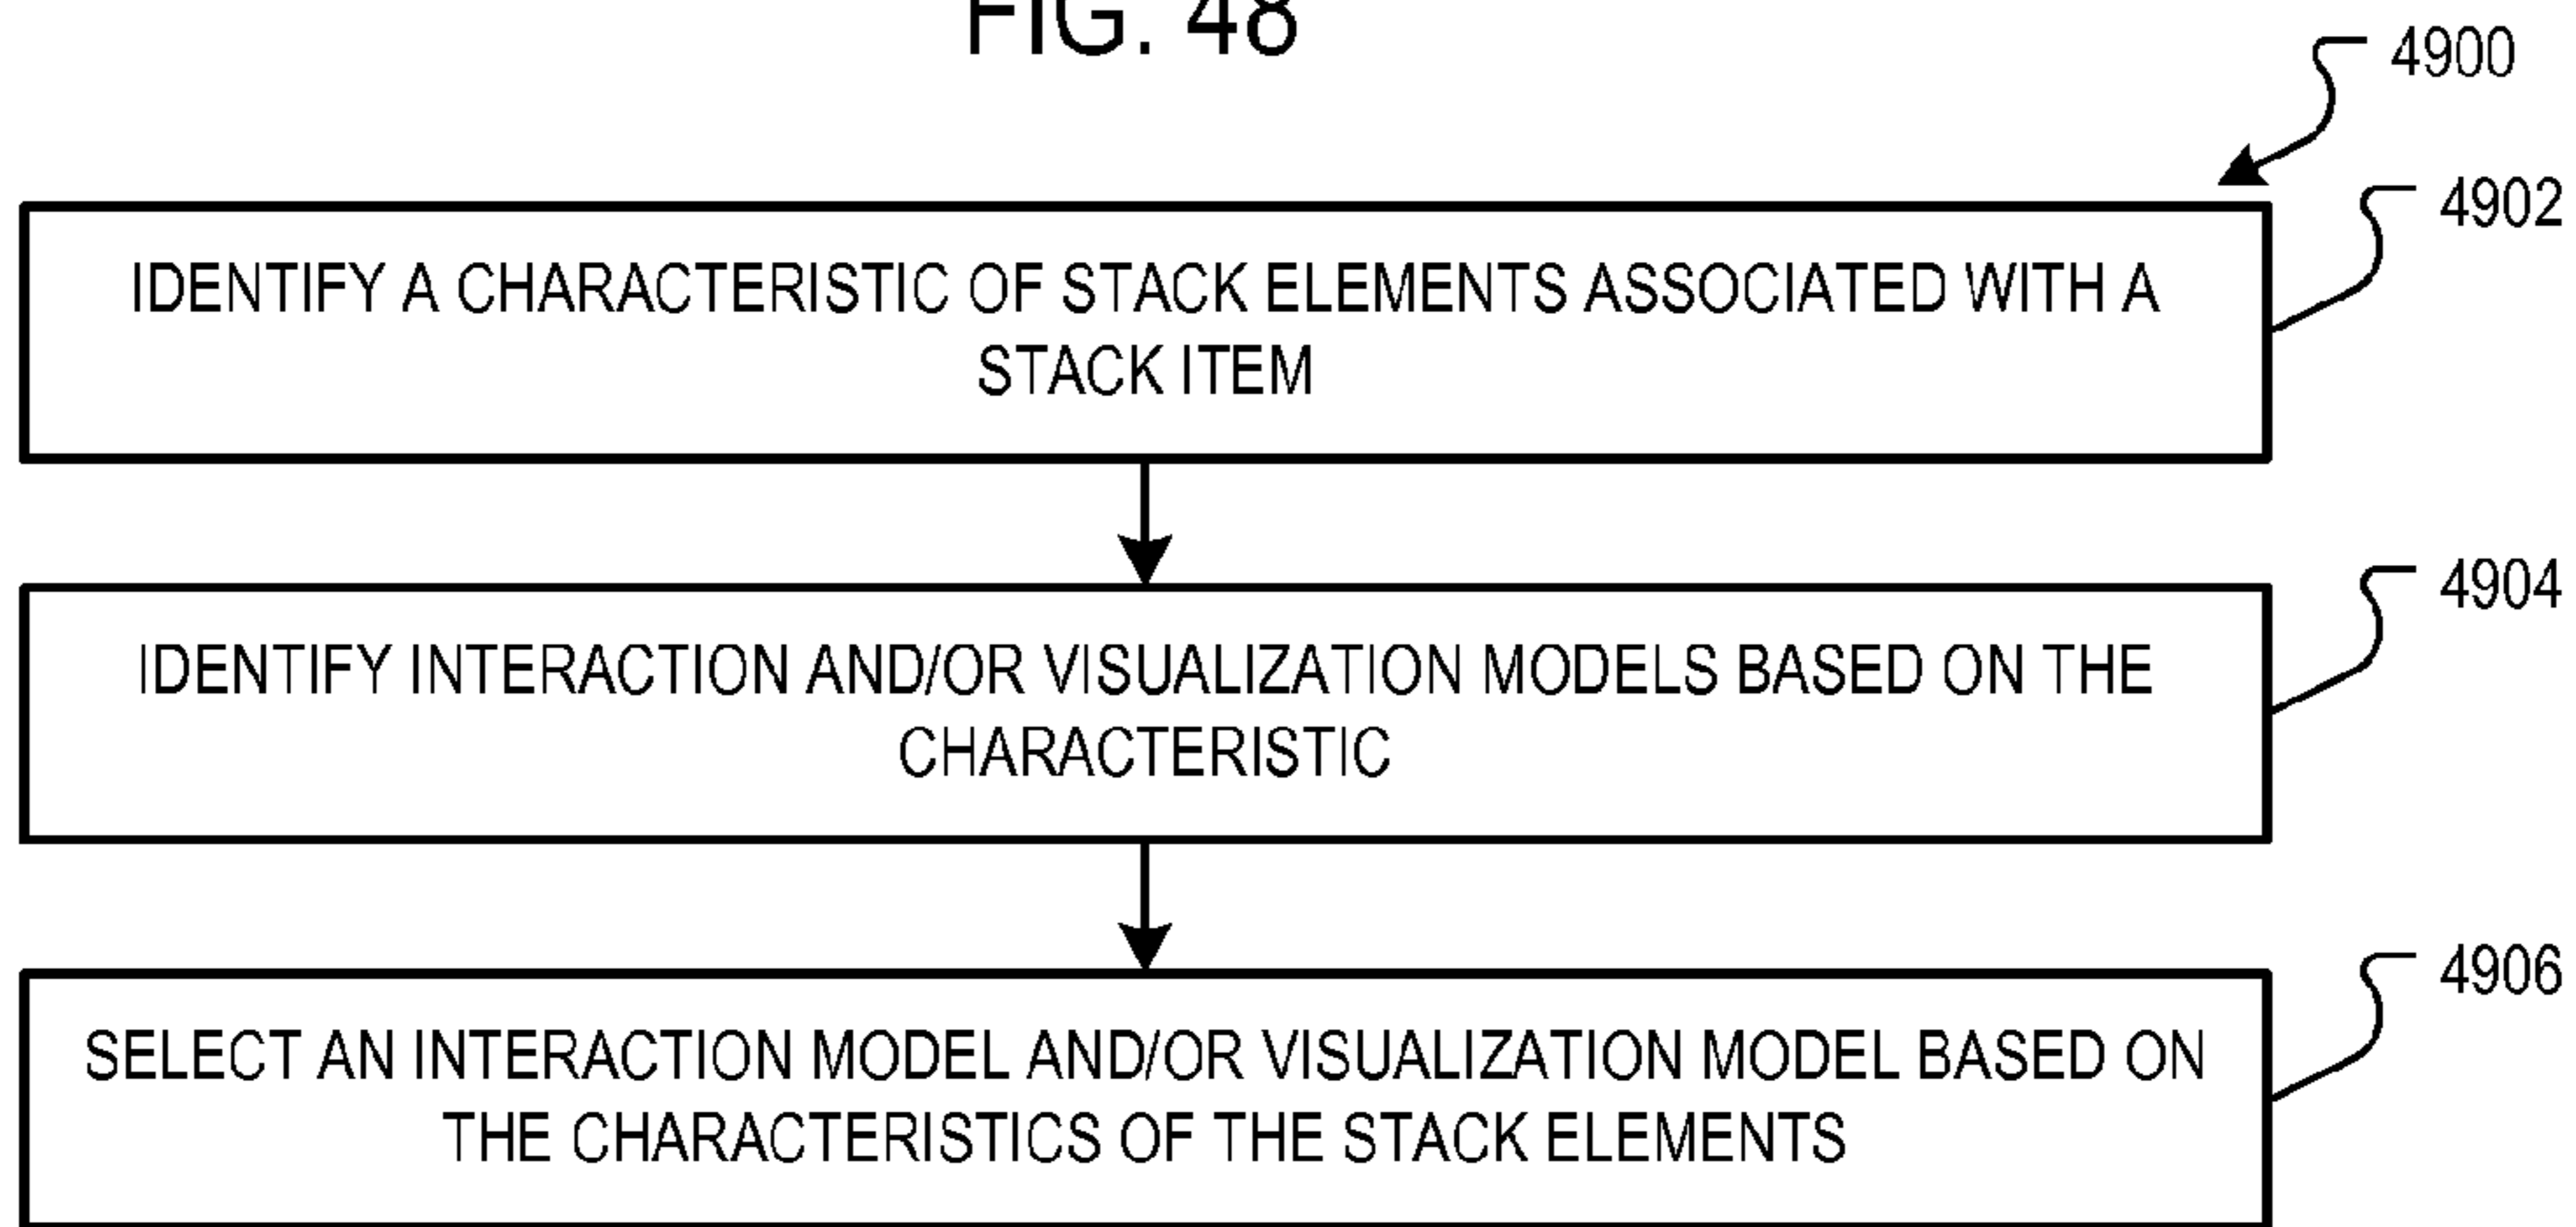 FIG. 48
4900
4902
IDENTIFY A CHARACTERISTIC OF STACK ELEMENTS ASSOCIATED WITH A
STACK ITEM
4904
IDENTIFY INTERACTION AND/OR VISUALIZATION MODELS BASED ON THE
CHARACTERISTIC
4906
SELECT AN INTERACTION MODEL AND/OR VISUALIZATION MODEL BASED ON
THE CHARACTERISTICS OF THE STACK ELEMENTS